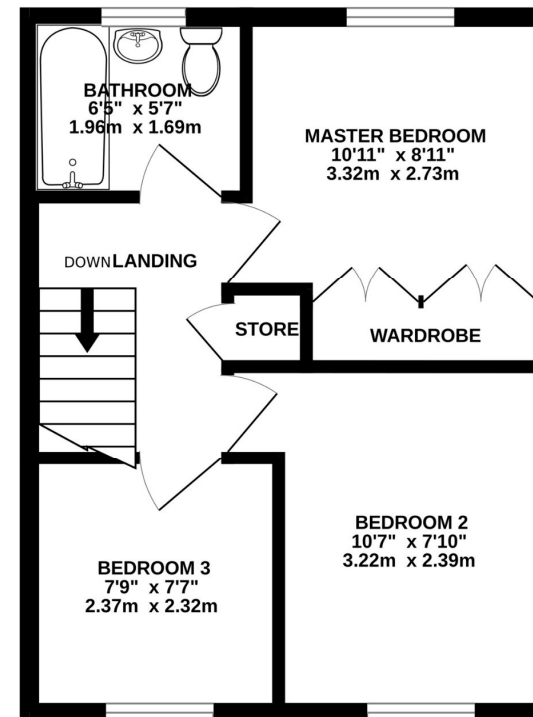 BATHROOM
6'5" x 5'7"
1.96m x 1.69m
MASTER BEDROOM
10'11" x 8'11"
3.32m x 2.73m
DOWN LANDING
STORE
WARDROBE
BEDROOM 2
10'7" x 7'10"
3.22m x 2.39m
BEDROOM 3
7'9" x 7'7"
2.37m x 2.32m